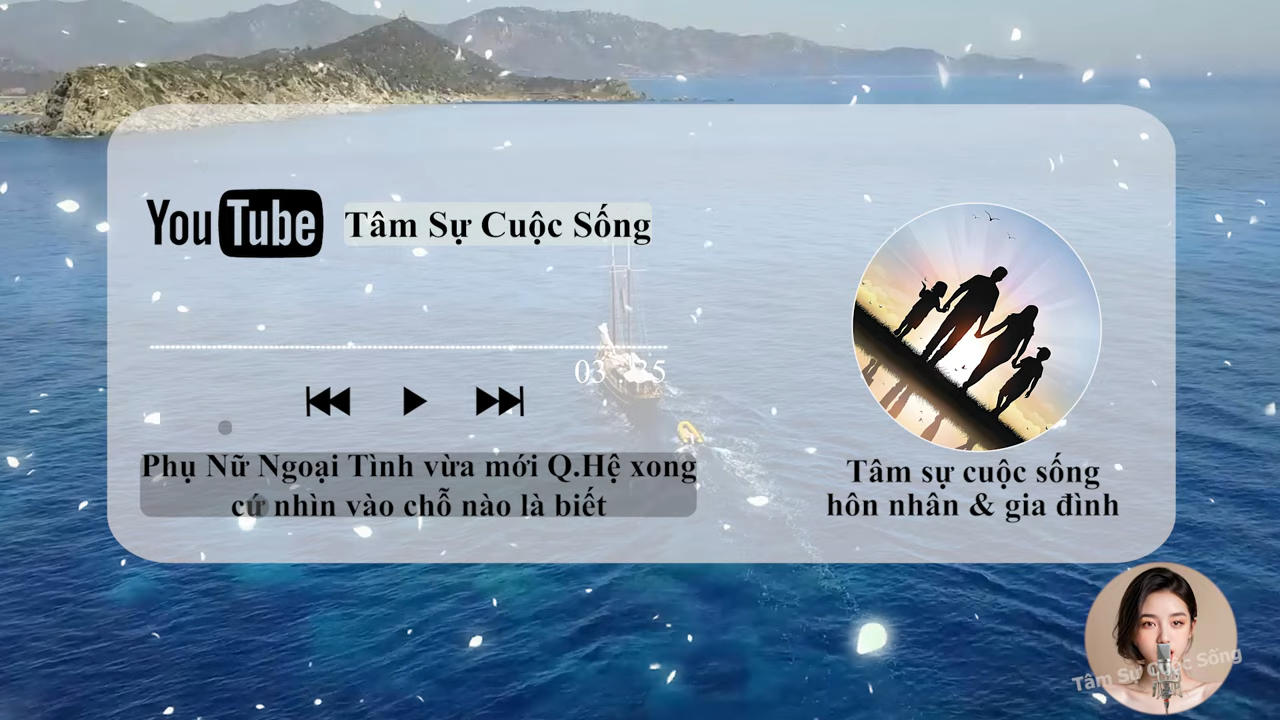 YouTube
Tâm Sự Cuộc Sống
Phụ Nữ Ngoại Tình vừa mới Q.Hệ xong
cứ nhìn vào chỗ nào là biết
Tâm sự cuộc sống
hôn nhân & gia đình
Tâm Sự Cuộc Sống